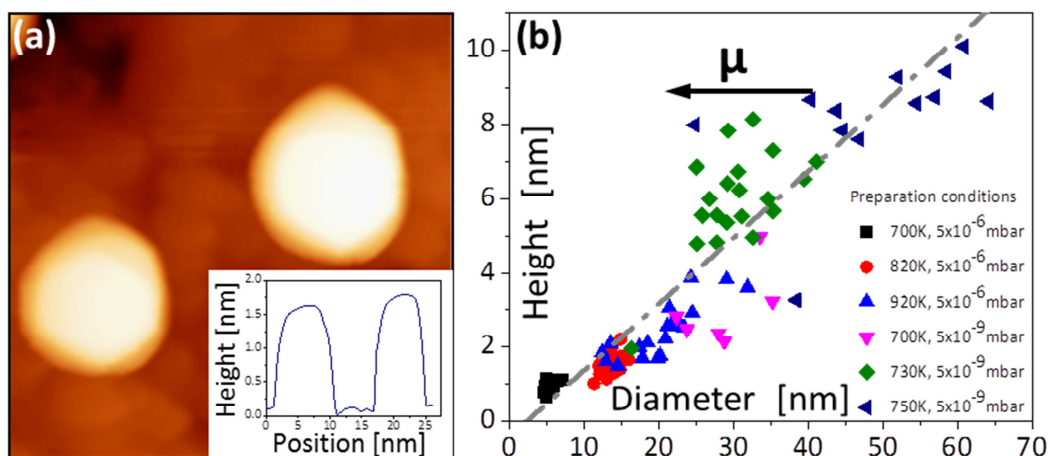 (a)
Height [nm]
2.0
1.5
1.0
0.5
0.0
0 5 10 15 20 25
Position [nm]
(b)
μ
Height [nm]
10
8
6
4
2
0
0 10 20 30 40 50 60 70
Diameter [nm]
Preparation conditions
700K, 5x10⁻⁶mbar
820K, 5x10⁻⁶mbar
920K, 5x10⁻⁶mbar
700K, 5x10⁻⁹mbar
730K, 5x10⁻⁹mbar
750K, 5x10⁻⁹mbar